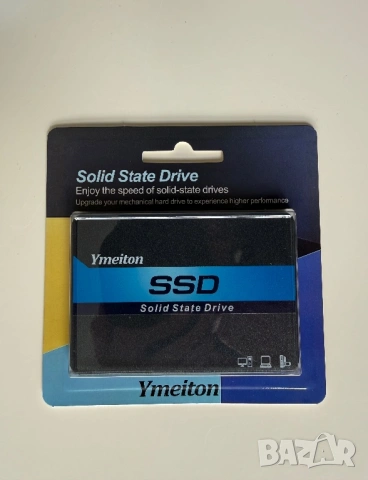 Solid State Drive
Enjoy the speed of solid-state drives
Upgrade your mechanical hard drive to experience higher performance
Ymeiton
SSD
Solid State Drive
Ymeiton
BAZAR